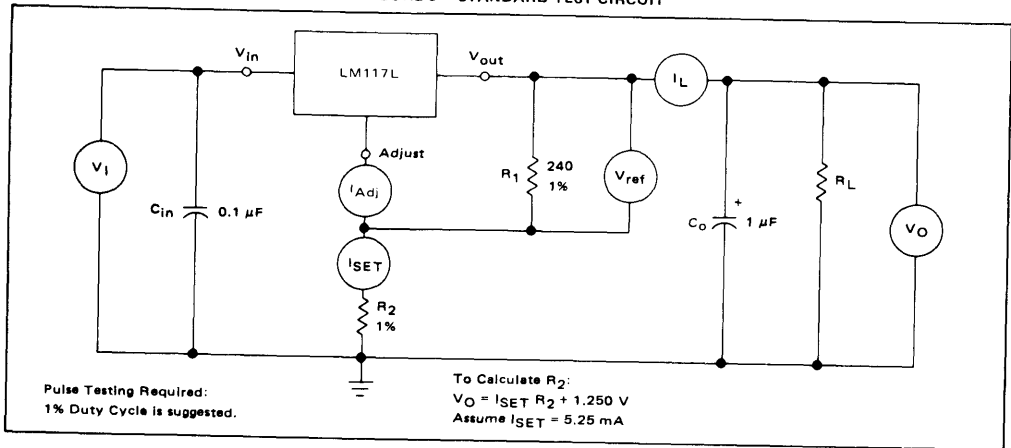 STANDARD TEST CIRCUIT
Vin
LM117L
Vout
IL
Adjust
VI
IAdj
R1
240
1%
Vref
RL
Cin
0.1 µF
Co
+
1 µF
VO
ISET
R2
1%
Pulse Testing Required:
1% Duty Cycle is suggested.
To Calculate R2:
VO = ISET R2 + 1.250 V
Assume ISET = 5.25 mA